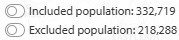 Included population: 332,719
Excluded population: 218,288